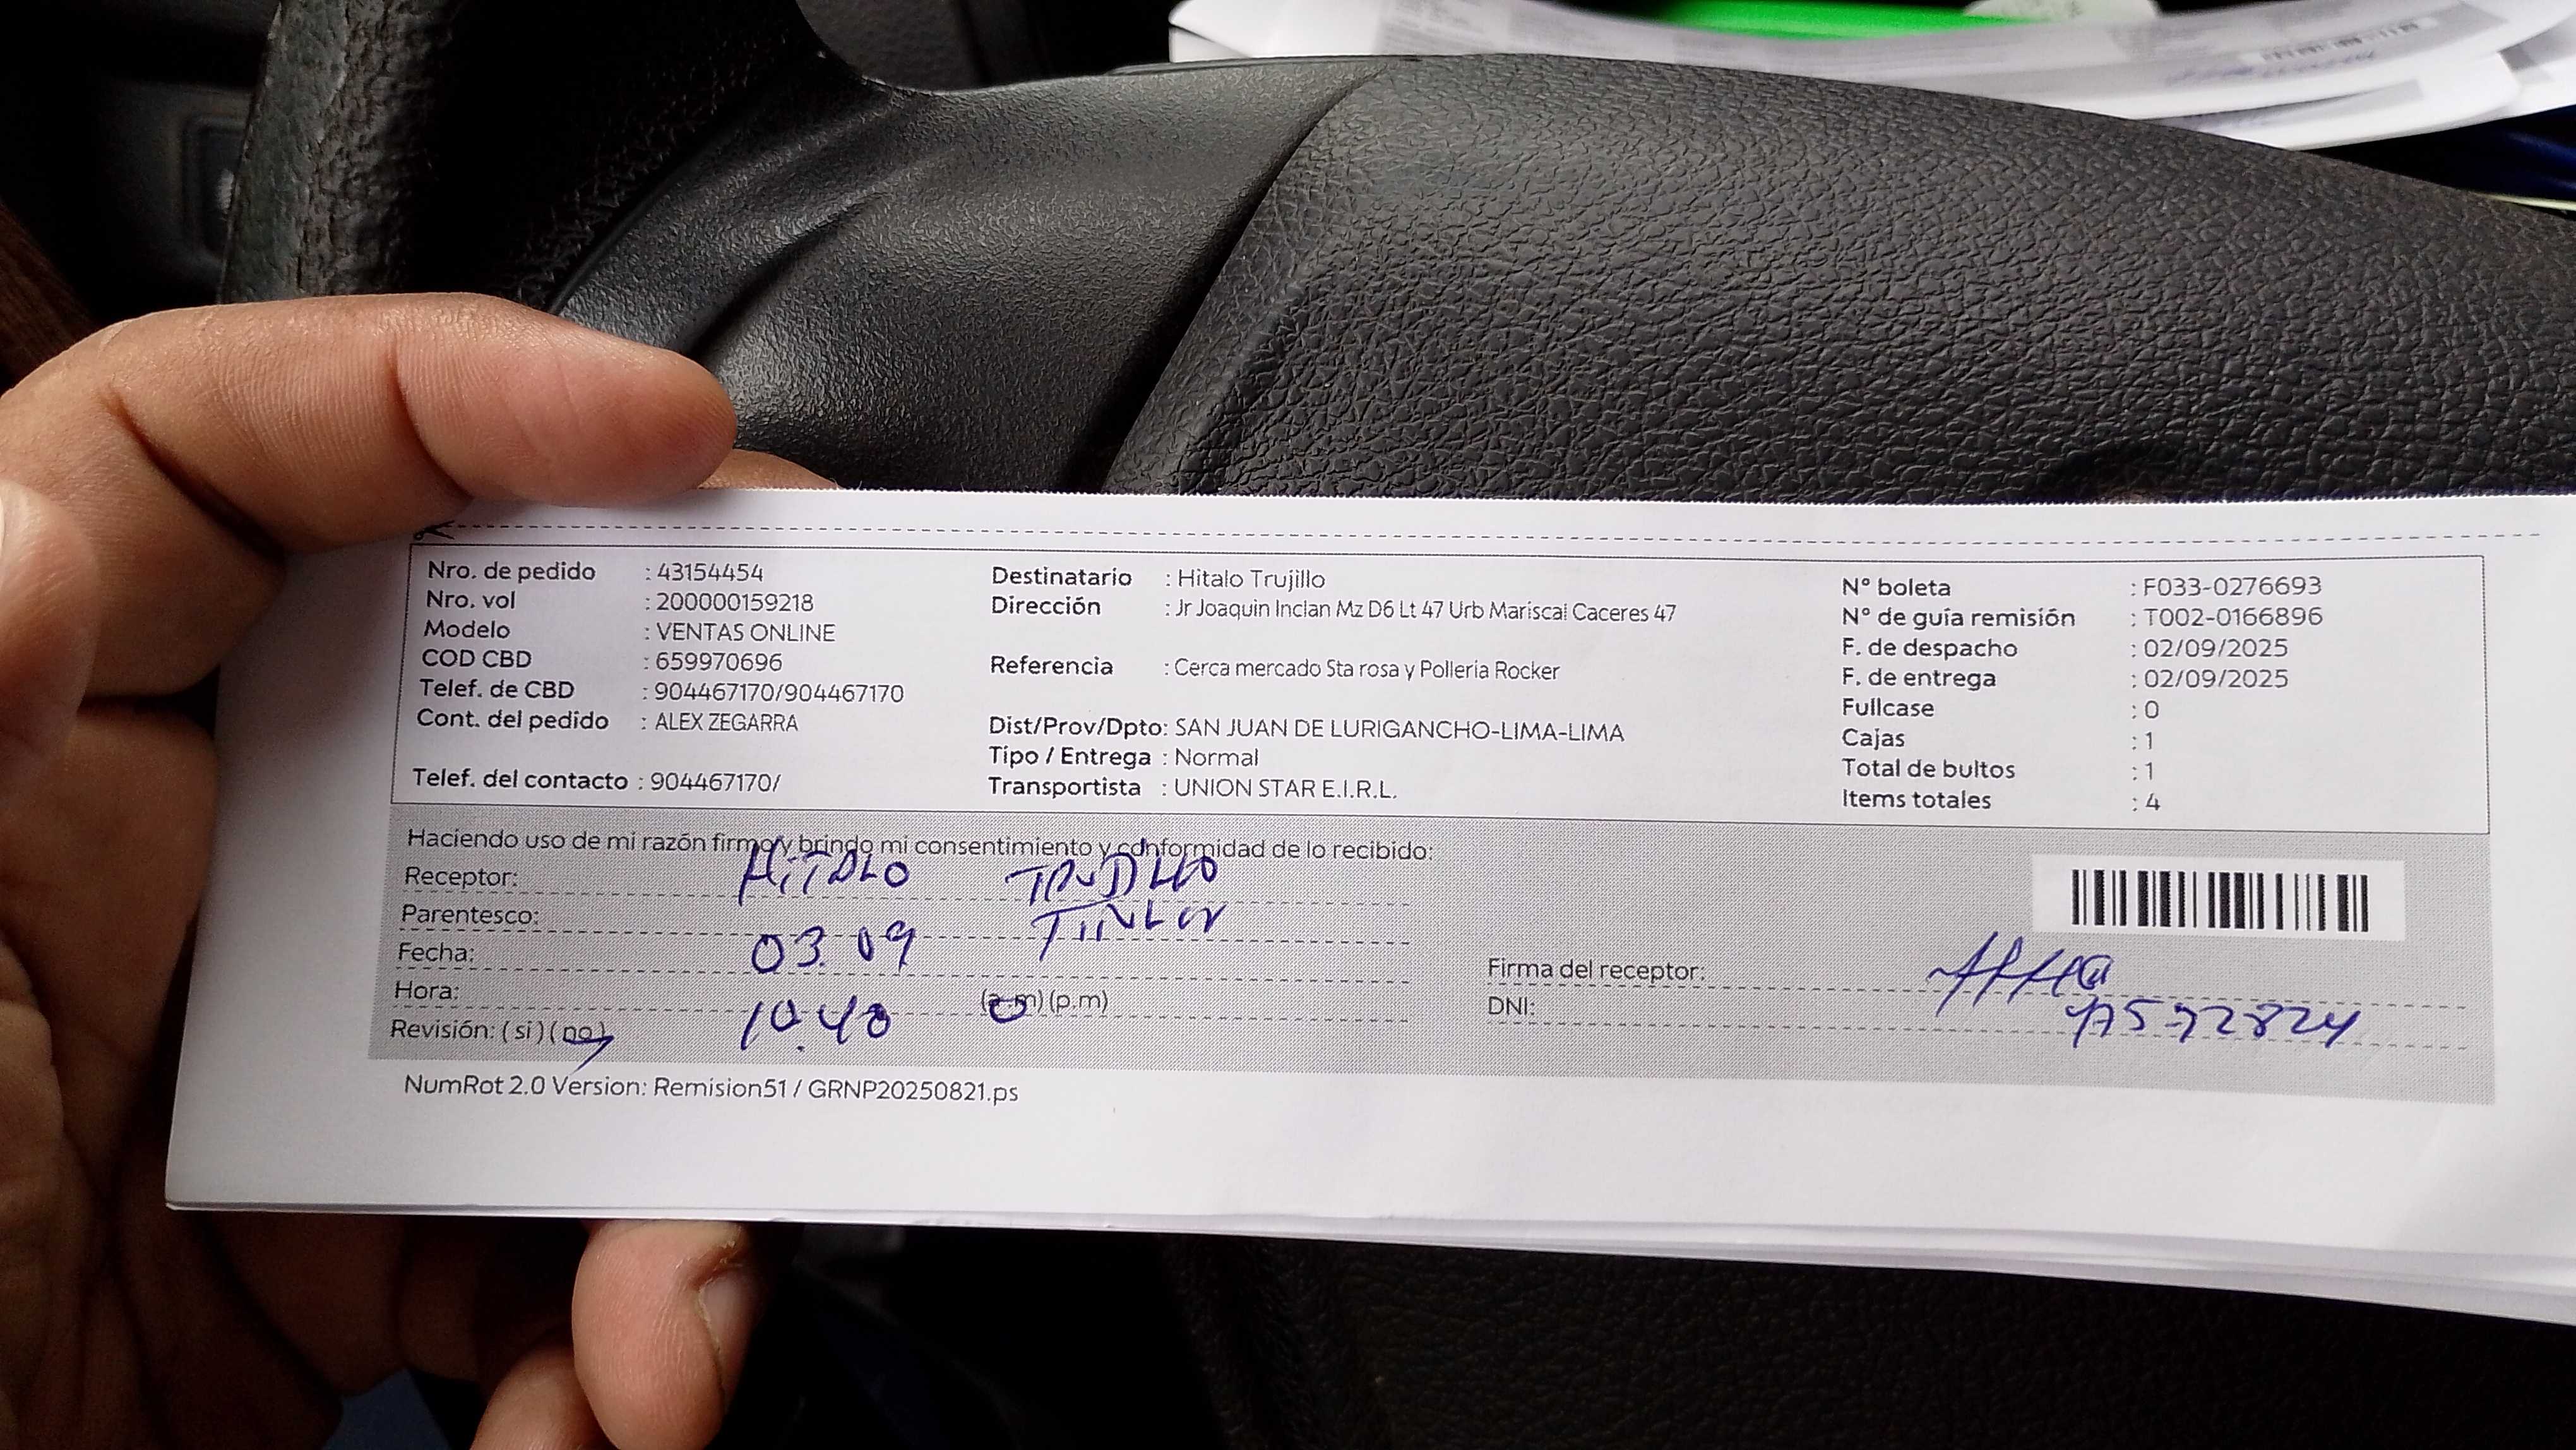 Nro. de pedido : 43154454
Nro. vol : 200000159218
Modelo : VENTAS ONLINE
COD CBD : 659970696
Telef. de CBD : 904467170/904467170
Cont. del pedido : ALEX ZEGARRA
Telef. del contacto : 904467170/
Destinatario : Hitalo Trujillo
Dirección : Jr Joaquin Inclan Mz D6 Lt 47 Urb Mariscal Caceres 47
Referencia : Cerca mercado Sta rosa y Polleria Rocker
Dist/Prov/Dpto: SAN JUAN DE LURIGANCHO-LIMA-LIMA
Tipo / Entrega : Normal
Transportista : UNION STAR E.I.R.L.
N° boleta : F033-0276693
N° de guía remisión : T002-0166896
F. de despacho : 02/09/2025
F. de entrega : 02/09/2025
Fullcase : 0
Cajas : 1
Total de bultos : 1
Items totales : 4
Haciendo uso de mi razón firmo y brindo mi consentimiento y conformidad de lo recibido:
Receptor: HiTALO
Parentesco:
Fecha: 03.09
Hora: 10.40 (a.m) (p.m)
Revisión: ( si ) ( no )
Firma del receptor:
DNI:
NumRot 2.0 Version: Remision51 / GRNP20250821.ps